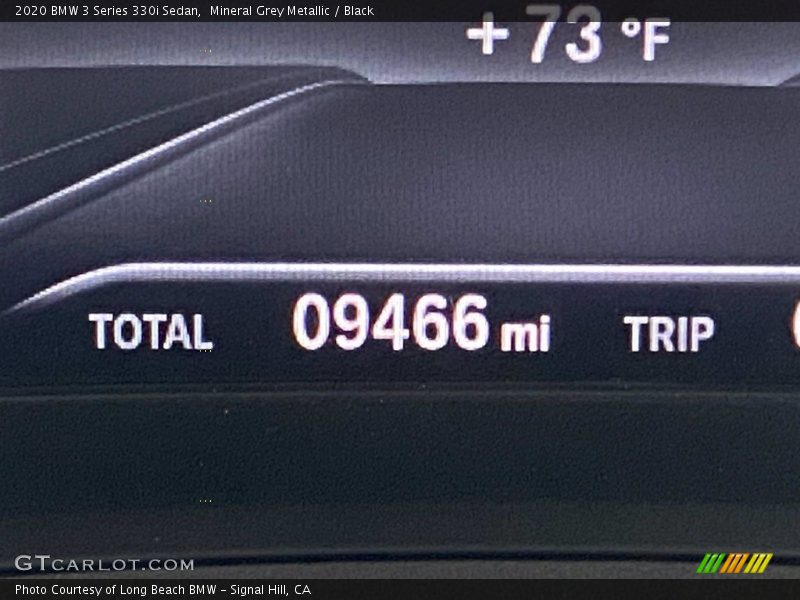 2020 BMW 3 Series 330i Sedan, Mineral Grey Metallic / Black
+ 73 °F
TOTAL 09466 mi TRIP
GTCARLOT.COM
Photo Courtesy of Long Beach BMW - Signal Hill, CA